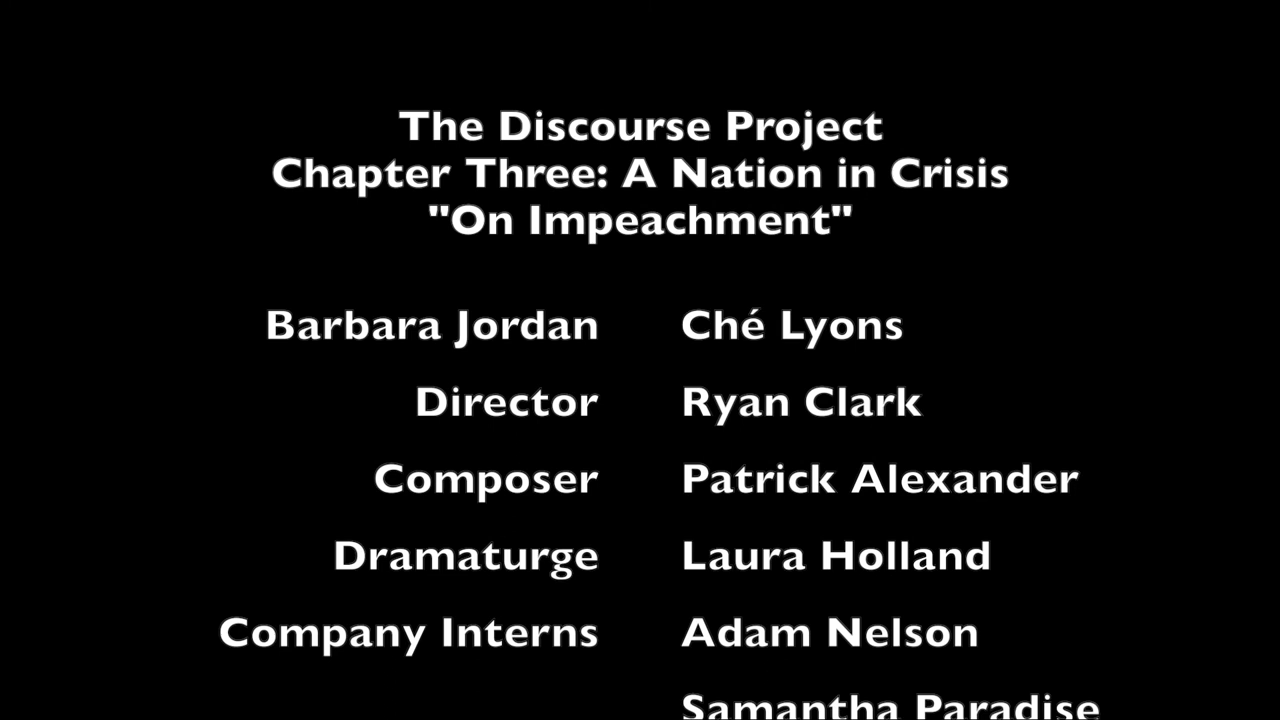 The Discourse Project
Chapter Three: A Nation in Crisis
"On Impeachment"
Barbara Jordan Ché Lyons
Director Ryan Clark
Composer Patrick Alexander
Dramaturge Laura Holland
Company Interns Adam Nelson
Samantha Paradise